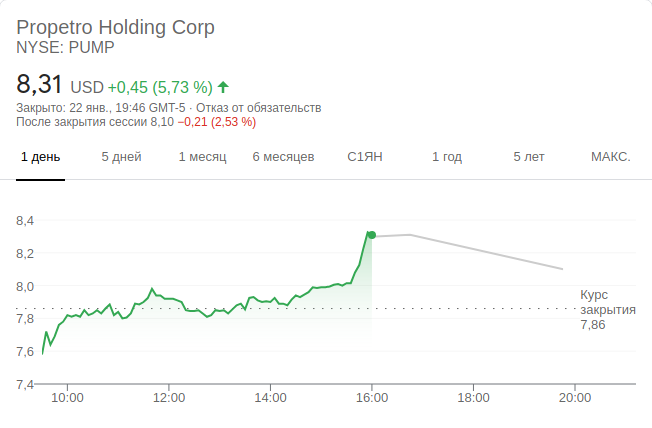 Propetro Holding Corp
NYSE: PUMP
8,31 USD +0,45 (5,73 %)
Закрыто: 22 янв., 19:46 GMT-5 · Отказ от обязательств
После закрытия сессии 8,10 −0,21 (2,53 %)
1 день 5 дней 1 месяц 6 месяцев С1ЯН 1 год 5 лет МАКС.
8,4
8,2
8,0
7,8
7,6
7,4
Курс
закрытия
7,86
10:00 12:00 14:00 16:00 18:00 20:00